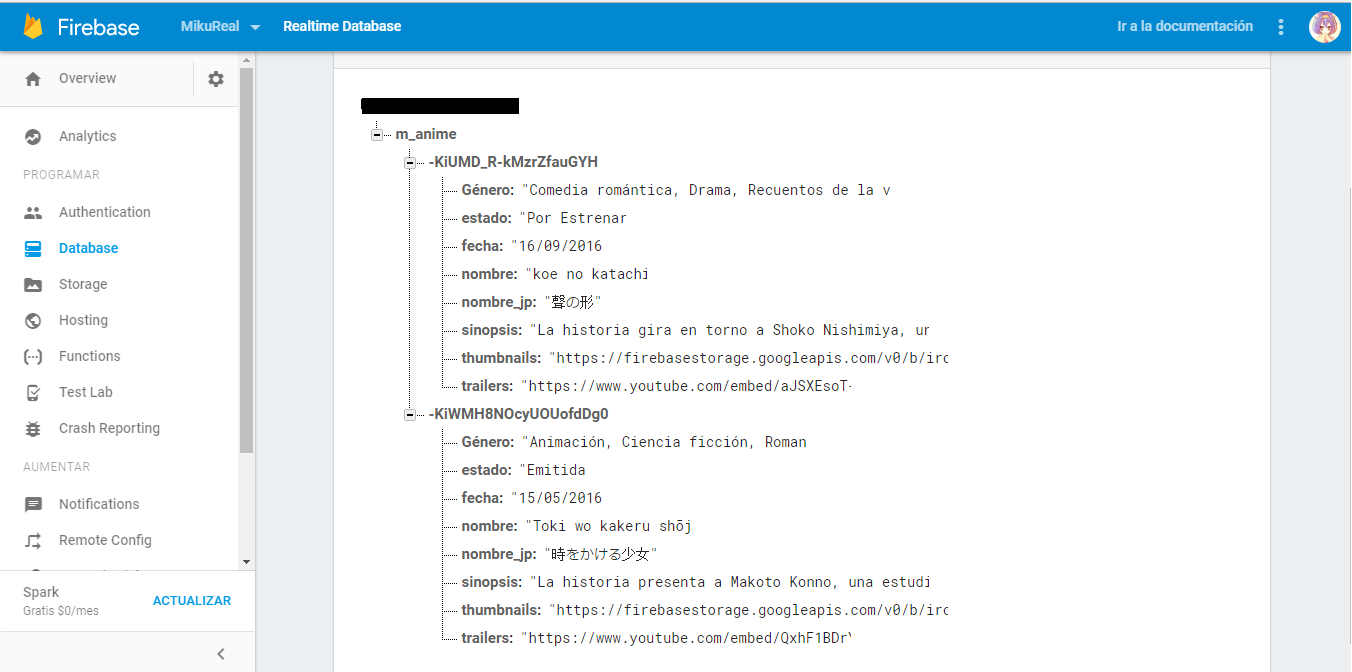 Firebase MikuReal Realtime Database Ir a la documentación
Overview
Analytics
PROGRAMAR
Authentication
Database
Storage
Hosting
Functions
Test Lab
Crash Reporting
AUMENTAR
Notifications
Remote Config
Spark
Gratis $0/mes
ACTUALIZAR
m_anime
-KiUMD_R-kMzrZfauGYH
Género: "Comedia romántica, Drama, Recuentos de la v
estado: "Por Estrenar
fecha: "16/09/2016
nombre: "koe no katachi
nombre_jp: "聲の形"
sinopsis: "La historia gira en torno a Shoko Nishimiya, ur
thumbnails: "https://firebasestorage.googleapis.com/v0/b/irc
trailers: "https://www.youtube.com/embed/aJSXEsoT-
-KiWMH8NOcyUOUofdDg0
Género: "Animación, Ciencia ficción, Roman
estado: "Emitida
fecha: "15/05/2016
nombre: "Toki wo kakeru shōj
nombre_jp: "時をかける少女"
sinopsis: "La historia presenta a Makoto Konno, una estudi
thumbnails: "https://firebasestorage.googleapis.com/v0/b/irc
trailers: "https://www.youtube.com/embed/QxhF1BDr